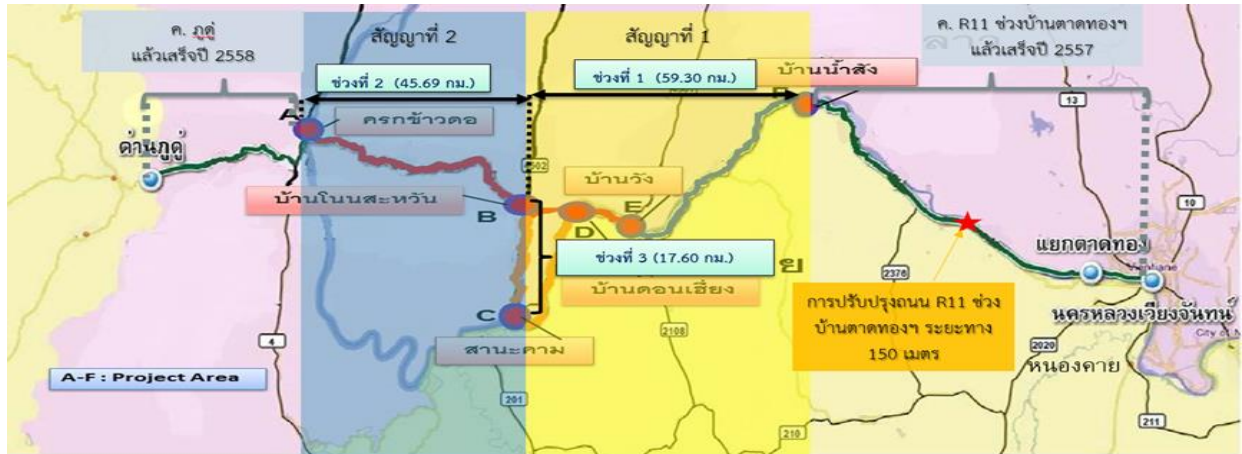 ค. ภูดู่
แล้วเสร็จปี 2558
สัญญาที่ 2
สัญญาที่ 1
ค. R11 ช่วงบ้านตาดทองฯ
แล้วเสร็จปี 2557
ช่วงที่ 2 (45.69 กม.)
ช่วงที่ 1 (59.30 กม.)
บ้านน้ำสัง
13
A
ครกข้าวดอ
ด่านภูดู่
บ้านวัง
บ้านโนนสะหวัน
B
D
E
10
ช่วงที่ 3 (17.60 กม.)
ย
แยกตาดทอง
2376
บ้านดอนเฮียง
C
การปรับปรุงถนน R11 ช่วง
บ้านตาดทองฯ ระยะทาง
150 เมตร
นครหลวงเวียงจันทน์
2108
4
สานะคาม
2020
หนองคาย
A-F : Project Area
201
211
210